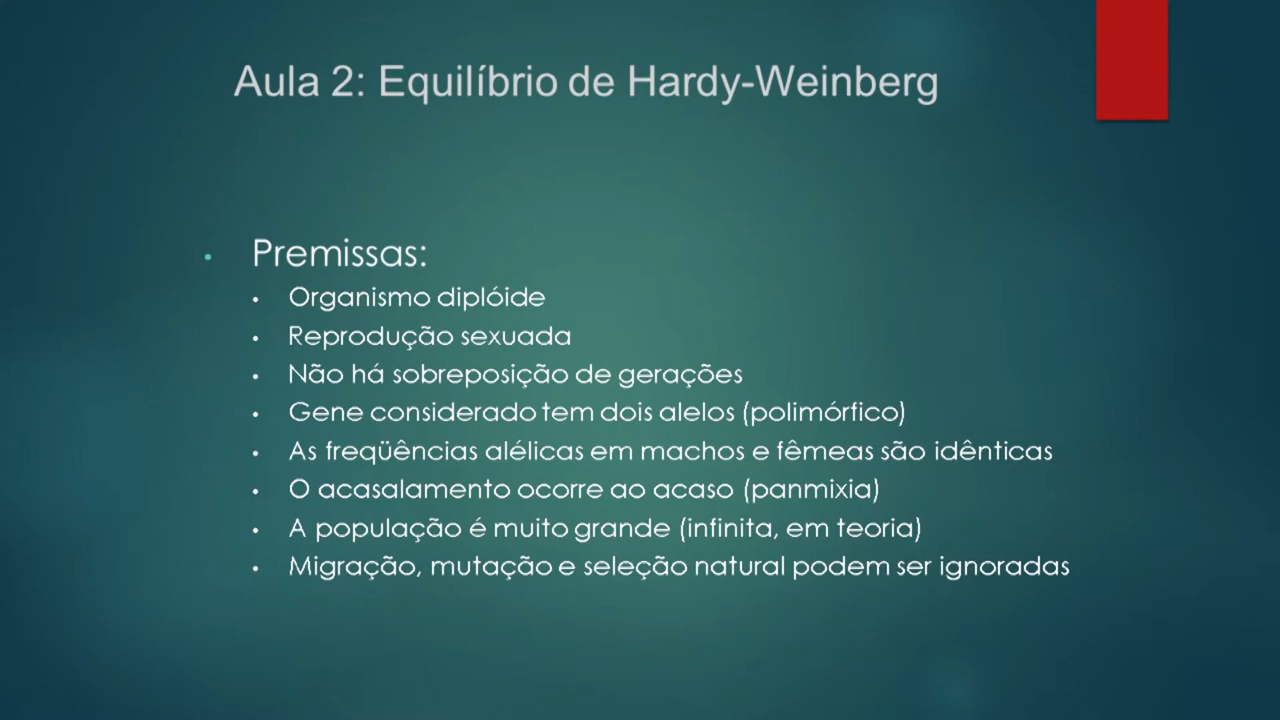 Aula 2: Equilíbrio de Hardy-Weinberg
• Premissas:
• Organismo diplóide
• Reprodução sexuada
• Não há sobreposição de gerações
• Gene considerado tem dois alelos (polimórfico)
• As freqüências alélicas em machos e fêmeas são idênticas
• O acasalamento ocorre ao acaso (panmixia)
• A população é muito grande (infinita, em teoria)
• Migração, mutação e seleção natural podem ser ignoradas